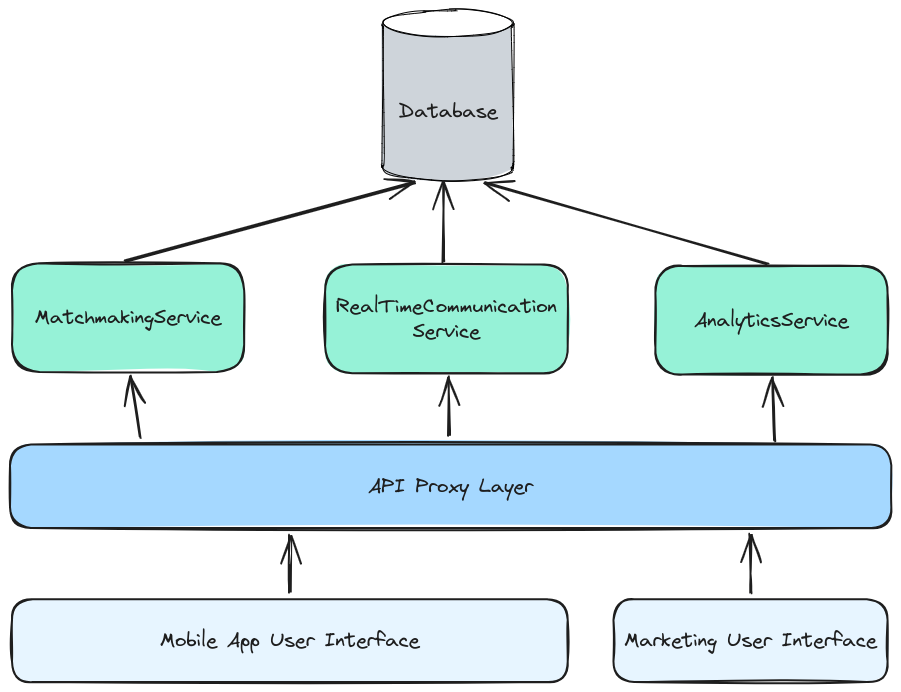 Database
MatchmakingService
RealTimeCommunication
Service
AnalyticsService
API Proxy Layer
Mobile App User Interface
Marketing User Interface